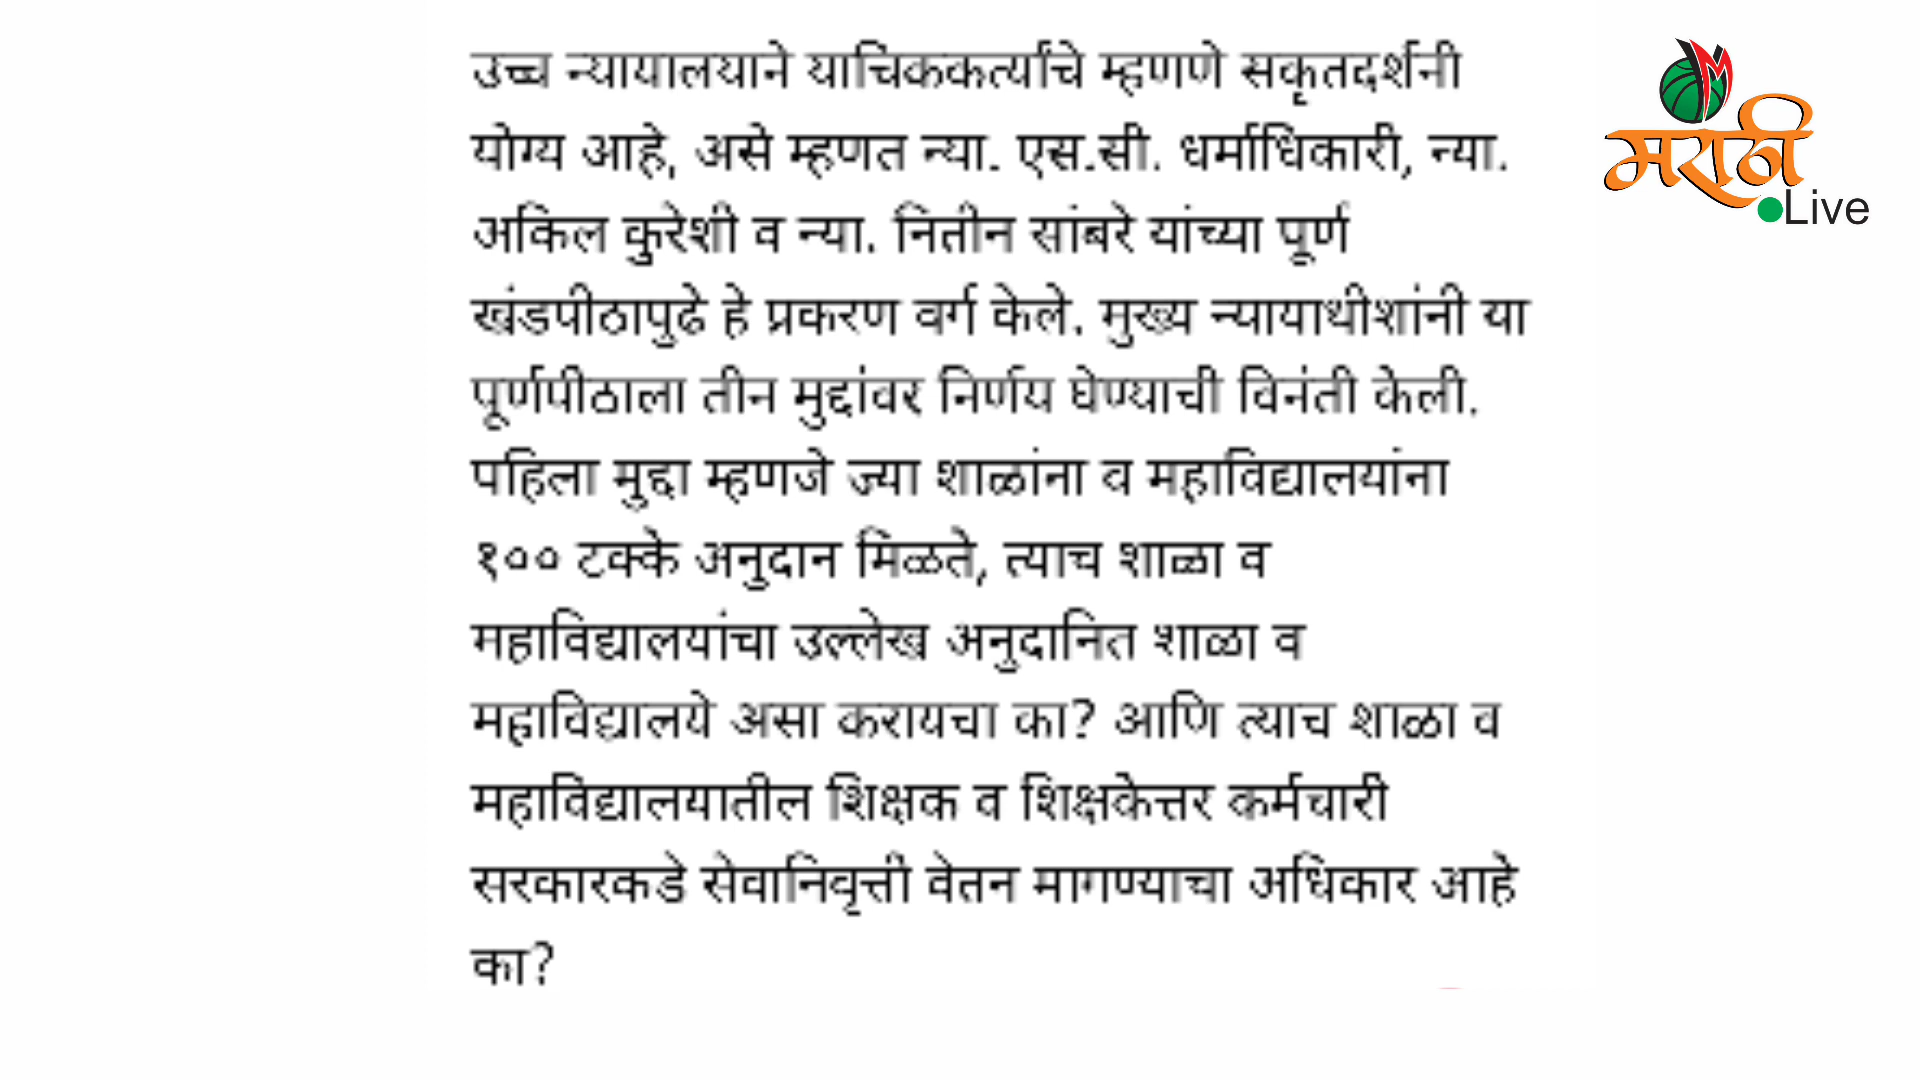 उच्च न्यायालयाने याचिककर्त्यांचे म्हणणे सकृतदर्शनी
योग्य आहे, असे म्हणत न्या. एस.सी. धर्माधिकारी, न्या.
अकिल कुरेशी व न्या. नितीन सांबरे यांच्या पूर्ण
खंडपीठापुढे हे प्रकरण वर्ग केले. मुख्य न्यायाधीशांनी या
पूर्णपीठाला तीन मुद्दांवर निर्णय घेण्याची विनंती केली.
पहिला मुद्दा म्हणजे ज्या शाळांना व महाविद्यालयांना
१०० टक्के अनुदान मिळते, त्याच शाळा व
महाविद्यालयांचा उल्लेख अनुदानित शाळा व
महाविद्यालये असा करायचा का? आणि त्याच शाळा व
महाविद्यालयातील शिक्षक व शिक्षकेत्तर कर्मचारी
सरकारकडे सेवानिवृत्ती वेतन मागण्याचा अधिकार आहे
का?
M
मराठी
Live